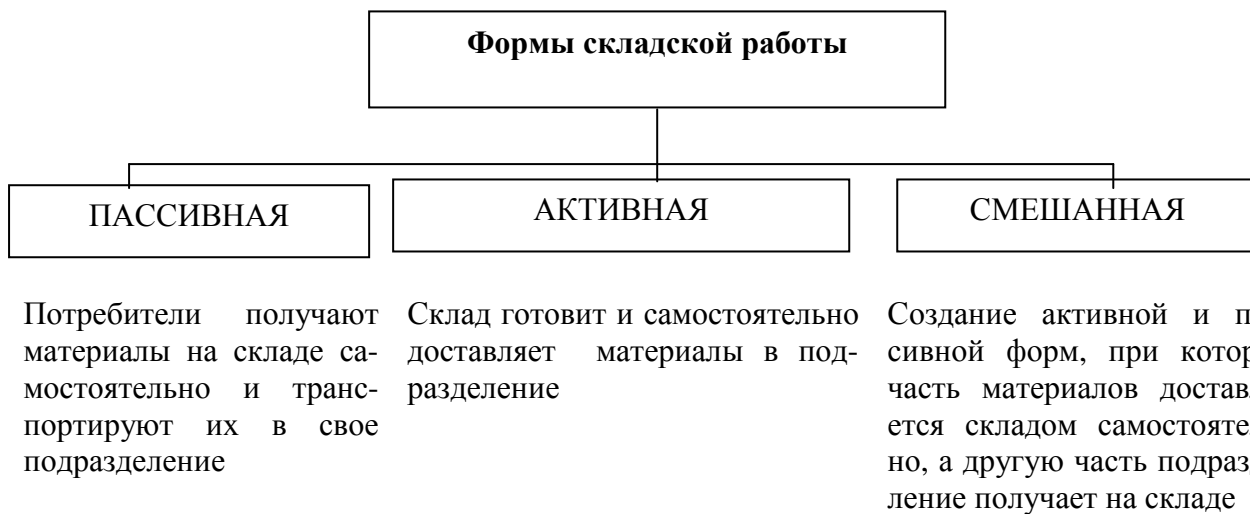 Формы складской работы
ПАССИВНАЯ
АКТИВНАЯ
СМЕШАННАЯ
Потребители получают
материалы на складе са-
мостоятельно и транс-
портируют их в свое
подразделение
Склад готовит и самостоятельно
доставляет материалы в под-
разделение
Создание активной и п
сивной форм, при котор
часть материалов достав
ется складом самостояте
но, а другую часть подраз
ление получает на складе